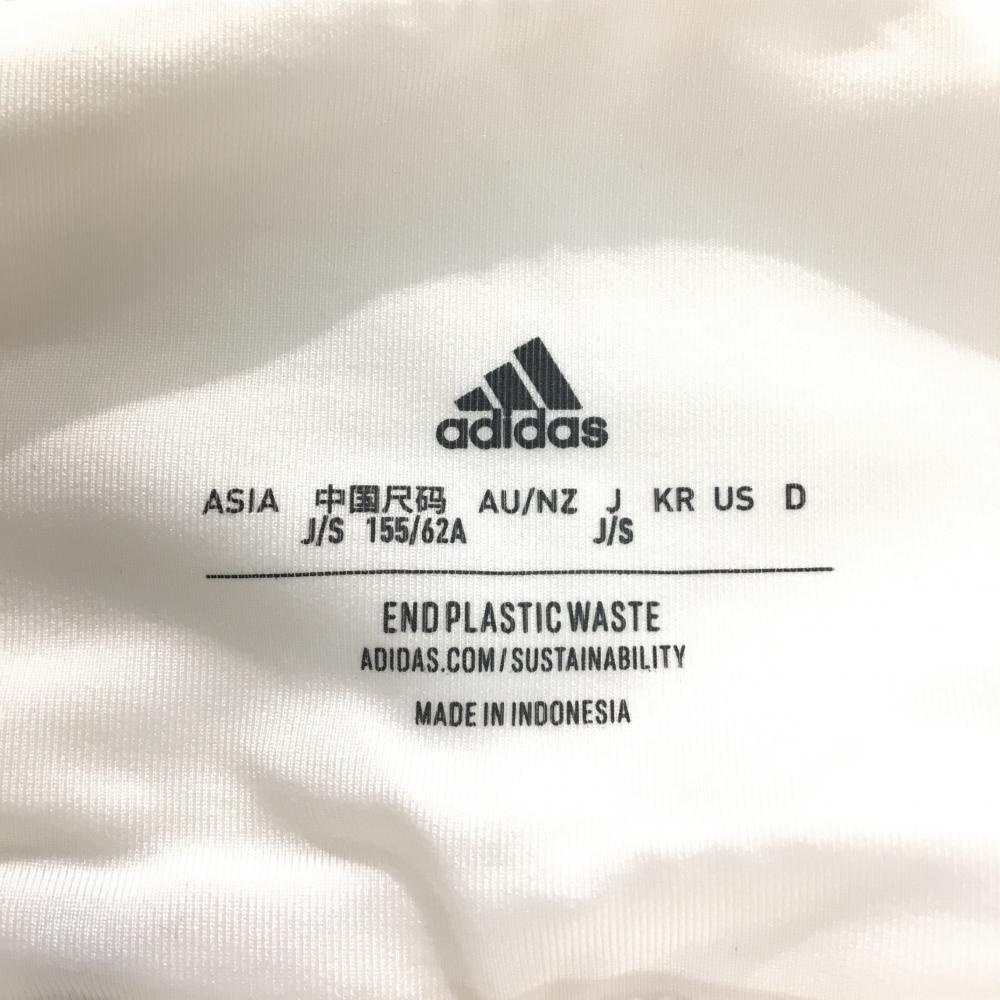 adidas
ASIA 中国尺码 AU/NZ J KR US D
J/S 155/62A J/S
END PLASTIC WASTE
ADIDAS.COM/SUSTAINABILITY
MADE IN INDONESIA